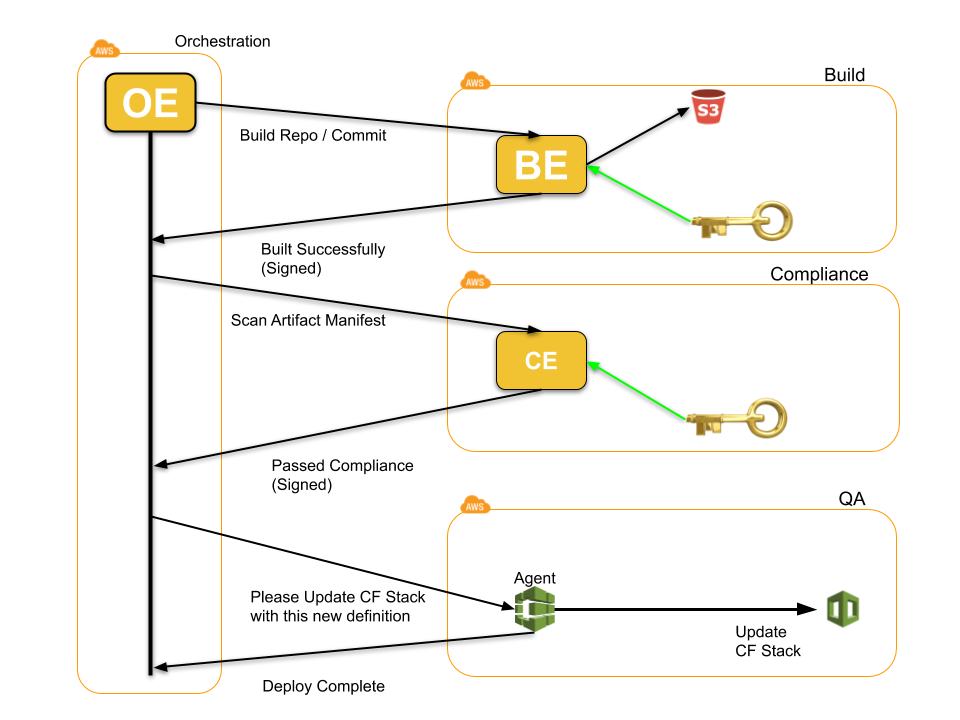 Orchestration
AWS
OE
Build
AWS
S3
Build Repo / Commit
BE
Built Successfully
(Signed)
Compliance
AWS
Scan Artifact Manifest
CE
Passed Compliance
(Signed)
QA
AWS
Agent
Please Update CF Stack
with this new definition
Update
CF Stack
Deploy Complete